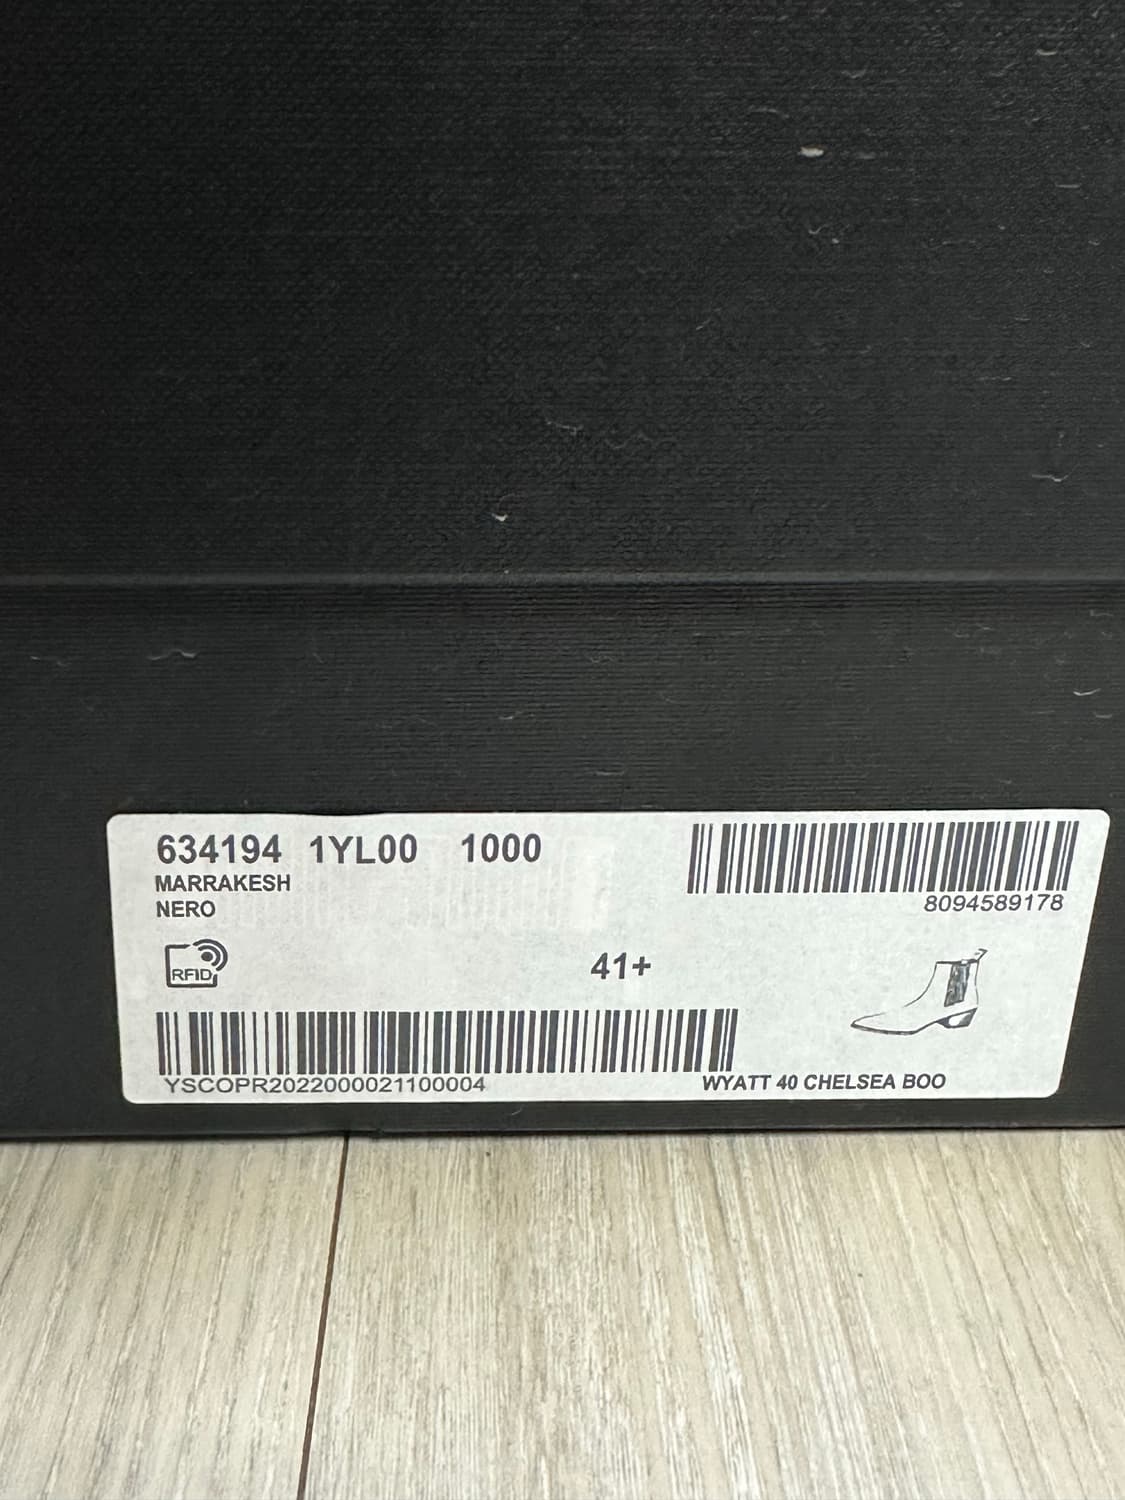 634194 1YL00 1000
MARRAKESH
NERO
8094589178
RFID
41+
YSCOPR2022000021100004
WYATT 40 CHELSEA BOO